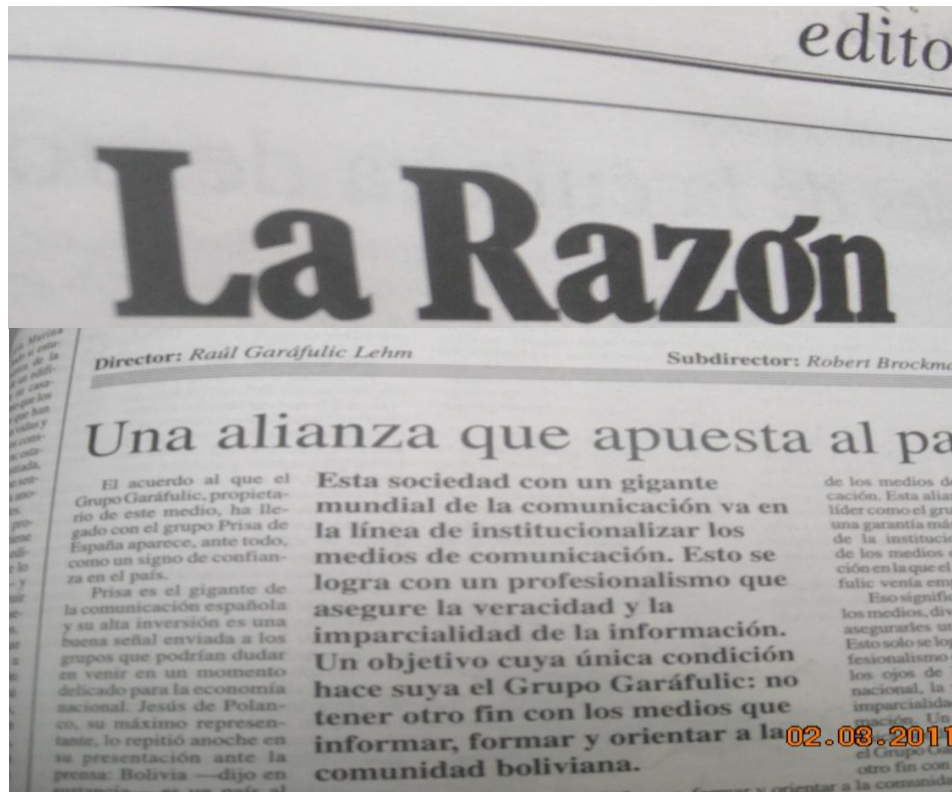 edito
La Razón
Director: Raúl Garáfulic Lehm
Subdirector: Robert Brockma
Una alianza que apuesta al pa
El acuerdo al que el
Grupo Garáfulic, propieta-
rio de este medio, ha lle-
gado con el grupo Prisa de
España aparece, ante todo,
como un signo de confian-
za en el país.
Prisa es el gigante de
la comunicación española
y su alta inversión es una
buena señal enviada a los
grupos que podrían dudar
en venir en un momento
delicado para la economía
nacional. Jesús de Polan-
co, su máximo represen-
tante, lo repitió anoche en
su presentación ante la
prensa: Bolivia —dijo en
Esta sociedad con un gigante
mundial de la comunicación va en
la línea de institucionalizar los
medios de comunicación. Esto se
logra con un profesionalismo que
asegure la veracidad y la
imparcialidad de la información.
Un objetivo cuya única condición
hace suya el Grupo Garáfulic: no
tener otro fin con los medios que
informar, formar y orientar a la
comunidad boliviana.
de los medios de
cación. Esta alia
líder como el gru
una garantía má
de la institucio
de los medios
ción en la que el
fulic venía em
Eso signific
los medios, di
asegurarles un
Esto solo se lo
fesionalismo
los ojos de
nacional, la
imparcialida
mación. Un
el Grupo Ga
otro fin con
formar y orientar a la comunida
02.03.2011